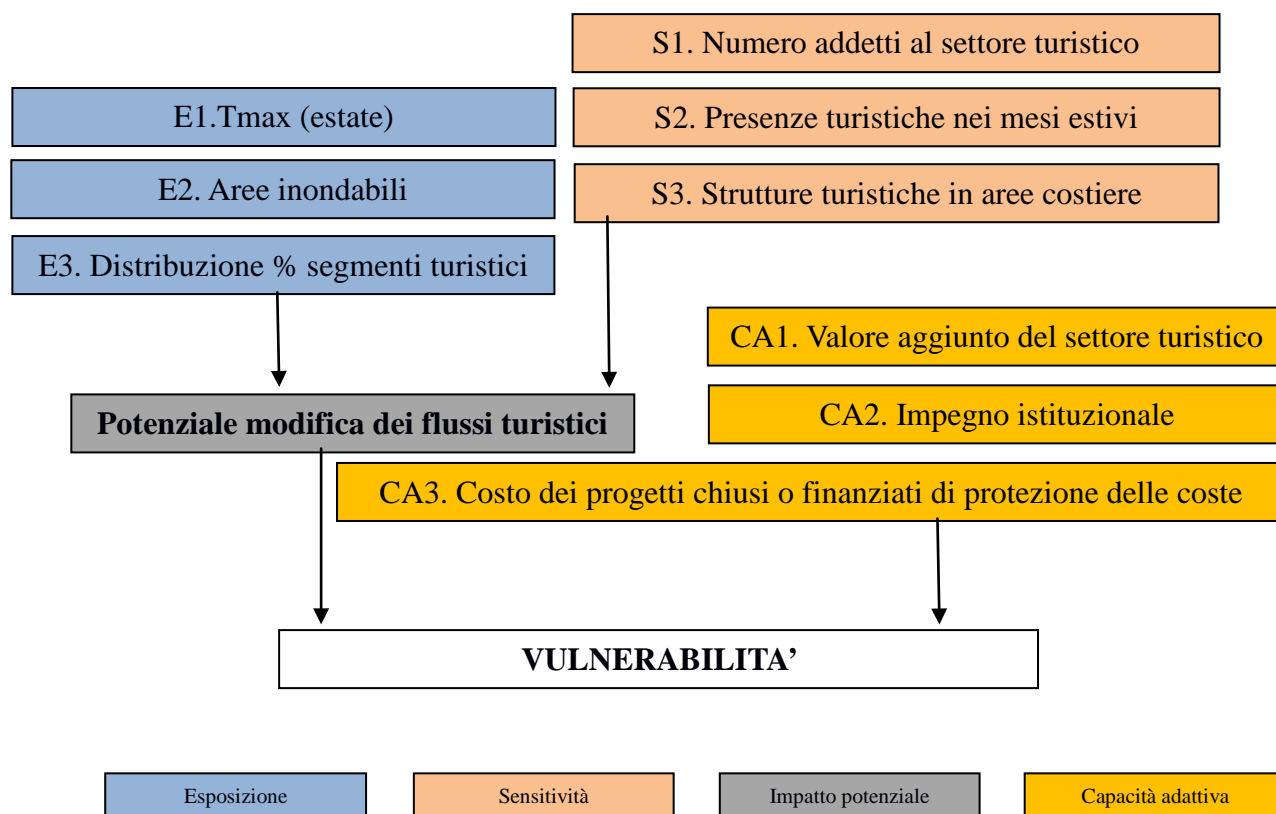 S1. Numero addetti al settore turistico
E1.Tmax (estate)
S2. Presenze turistiche nei mesi estivi
E2. Aree inondabili
S3. Strutture turistiche in aree costiere
E3. Distribuzione % segmenti turistici
CA1. Valore aggiunto del settore turistico
Potenziale modifica dei flussi turistici
CA2. Impegno istituzionale
CA3. Costo dei progetti chiusi o finanziati di protezione delle coste
VULNERABILITA’
Esposizione
Sensitività
Impatto potenziale
Capacità adattiva